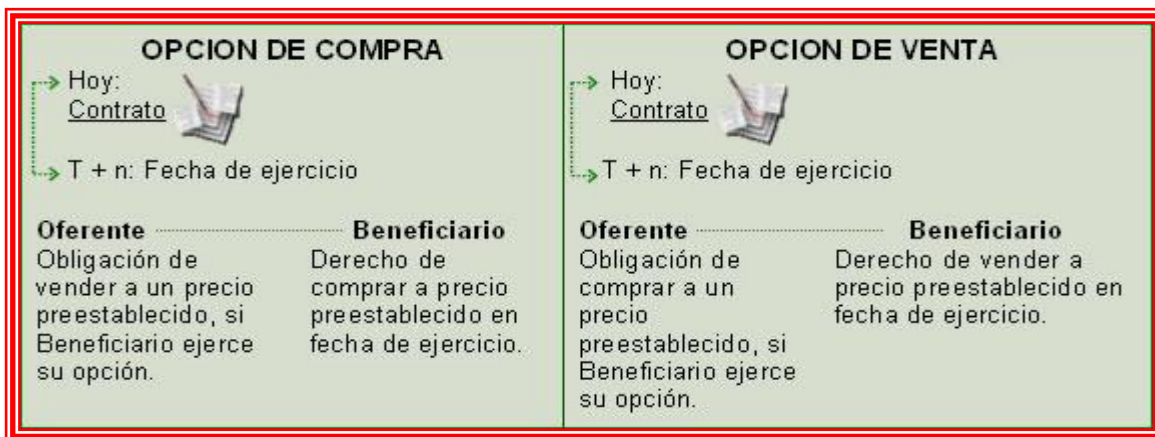 OPCION DE COMPRA
Hoy:
Contrato
T + n: Fecha de ejercicio
Oferente
Obligación de
vender a un precio
preestablecido, si
Beneficiario ejerce
su opción.
Beneficiario
Derecho de
comprar a precio
preestablecido en
fecha de ejercicio.
OPCION DE VENTA
Hoy:
Contrato
T + n: Fecha de ejercicio
Oferente
Obligación de
comprar a un
precio
preestablecido, si
Beneficiario ejerce
su opción.
Beneficiario
Derecho de vender a
precio preestablecido en
fecha de ejercicio.